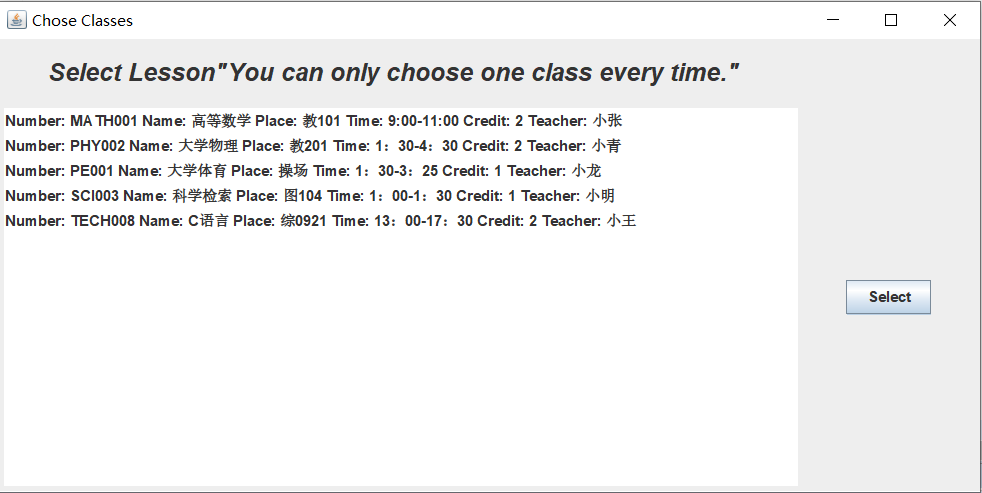 Chose Classes
Select Lesson"You can only choose one class every time."
Number: MATH001 Name: 高等数学 Place: 教101 Time: 9:00-11:00 Credit: 2 Teacher: 小张
Number: PHY002 Name: 大学物理 Place: 教201 Time: 1：30-4：30 Credit: 2 Teacher: 小青
Number: PE001 Name: 大学体育 Place: 操场 Time: 1：30-3：25 Credit: 1 Teacher: 小龙
Number: SCI003 Name: 科学检索 Place: 图104 Time: 1：00-1：30 Credit: 1 Teacher: 小明
Number: TECH008 Name: C语言 Place: 综0921 Time: 13：00-17：30 Credit: 2 Teacher: 小王
Select